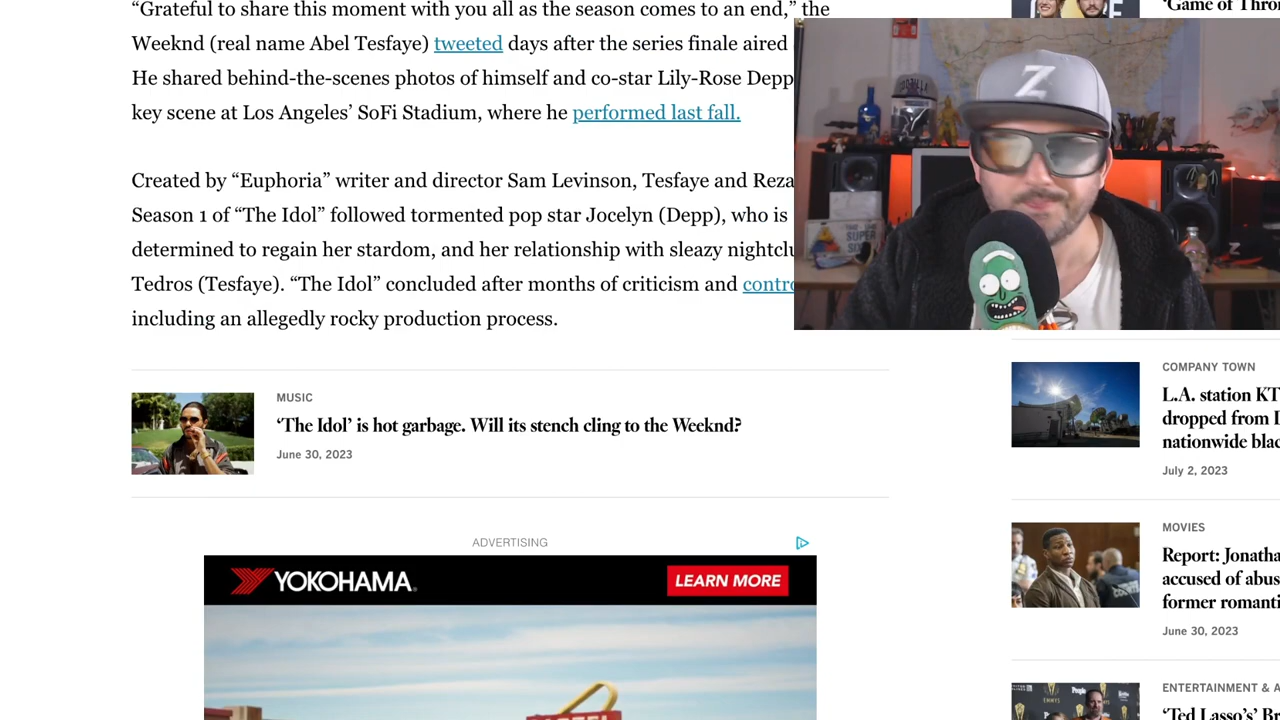 “Grateful to share this moment with you all as the season comes to an end,” the
Weeknd (real name Abel Tesfaye) tweeted days after the series finale aired
He shared behind-the-scenes photos of himself and co-star Lily-Rose Depp
key scene at Los Angeles’ SoFi Stadium, where he performed last fall.
Created by “Euphoria” writer and director Sam Levinson, Tesfaye and Reza
Season 1 of “The Idol” followed tormented pop star Jocelyn (Depp), who is
determined to regain her stardom, and her relationship with sleazy nightclu
Tedros (Tesfaye). “The Idol” concluded after months of criticism and contro
including an allegedly rocky production process.
MUSIC
‘The Idol’ is hot garbage. Will its stench cling to the Weeknd?
June 30, 2023
ADVERTISING
YOKOHAMA
LEARN MORE
MOTEL
‘Game of Thron
Z
SUPER
COMPANY TOWN
L.A. station KT
dropped from D
nationwide blac
July 2, 2023
MOVIES
Report: Jonatha
accused of abus
former romanti
June 30, 2023
ENTERTAINMENT & A
‘Ted Lasso’s’ Br